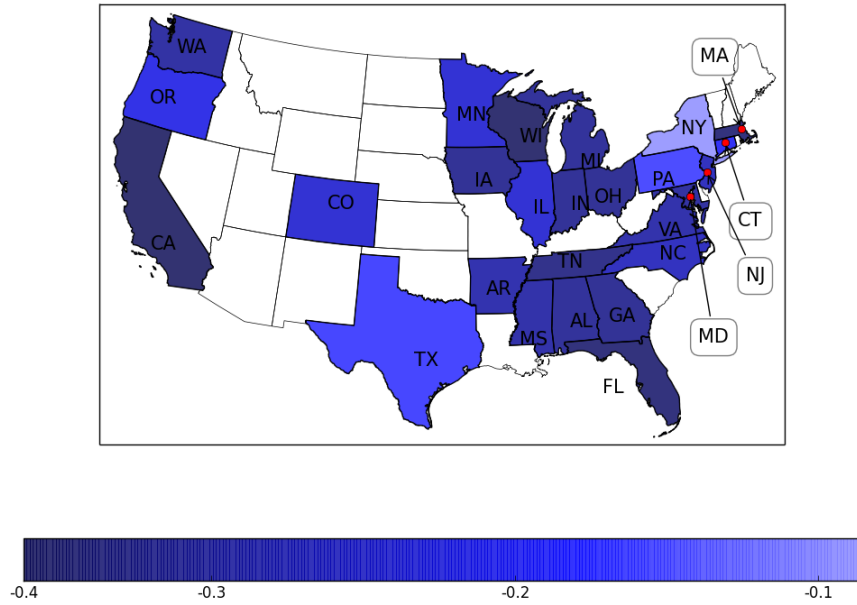 WA
MA
OR
MN
NY
WI
MI
IA
PA
CO
IL
IN
OH
CT
CA
VA
NC
NJ
TN
AR
GA
AL
MS
MD
TX
FL
-0.4
-0.3
-0.2
-0.1